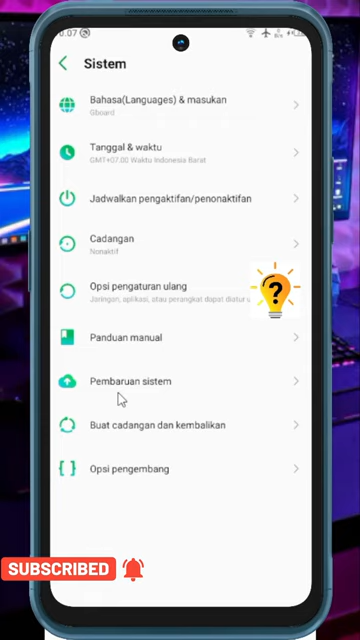 0.07
Sistem
Bahasa(Languages) & masukan
Gboard
Tanggal & waktu
GMT+07.00 Waktu Indonesia Barat
Jadwalkan pengaktifan/penonaktifan
Cadangan
Nonaktif
Opsi pengaturan ulang
Jaringan, aplikasi, atau perangkat dapat diatur u
?
Panduan manual
Pembaruan sistem
Buat cadangan dan kembalikan
Opsi pengembang
SUBSCRIBED